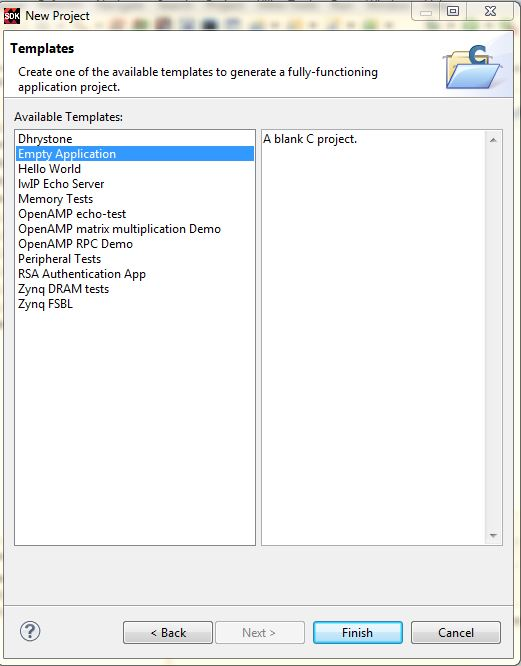 SDK New Project
Templates
Create one of the available templates to generate a fully-functioning
application project.
C
Available Templates:
Dhrystone
Empty Application
Hello World
lwIP Echo Server
Memory Tests
OpenAMP echo-test
OpenAMP matrix multiplication Demo
OpenAMP RPC Demo
Peripheral Tests
RSA Authentication App
Zynq DRAM tests
Zynq FSBL
A blank C project.
?
< Back
Next >
Finish
Cancel